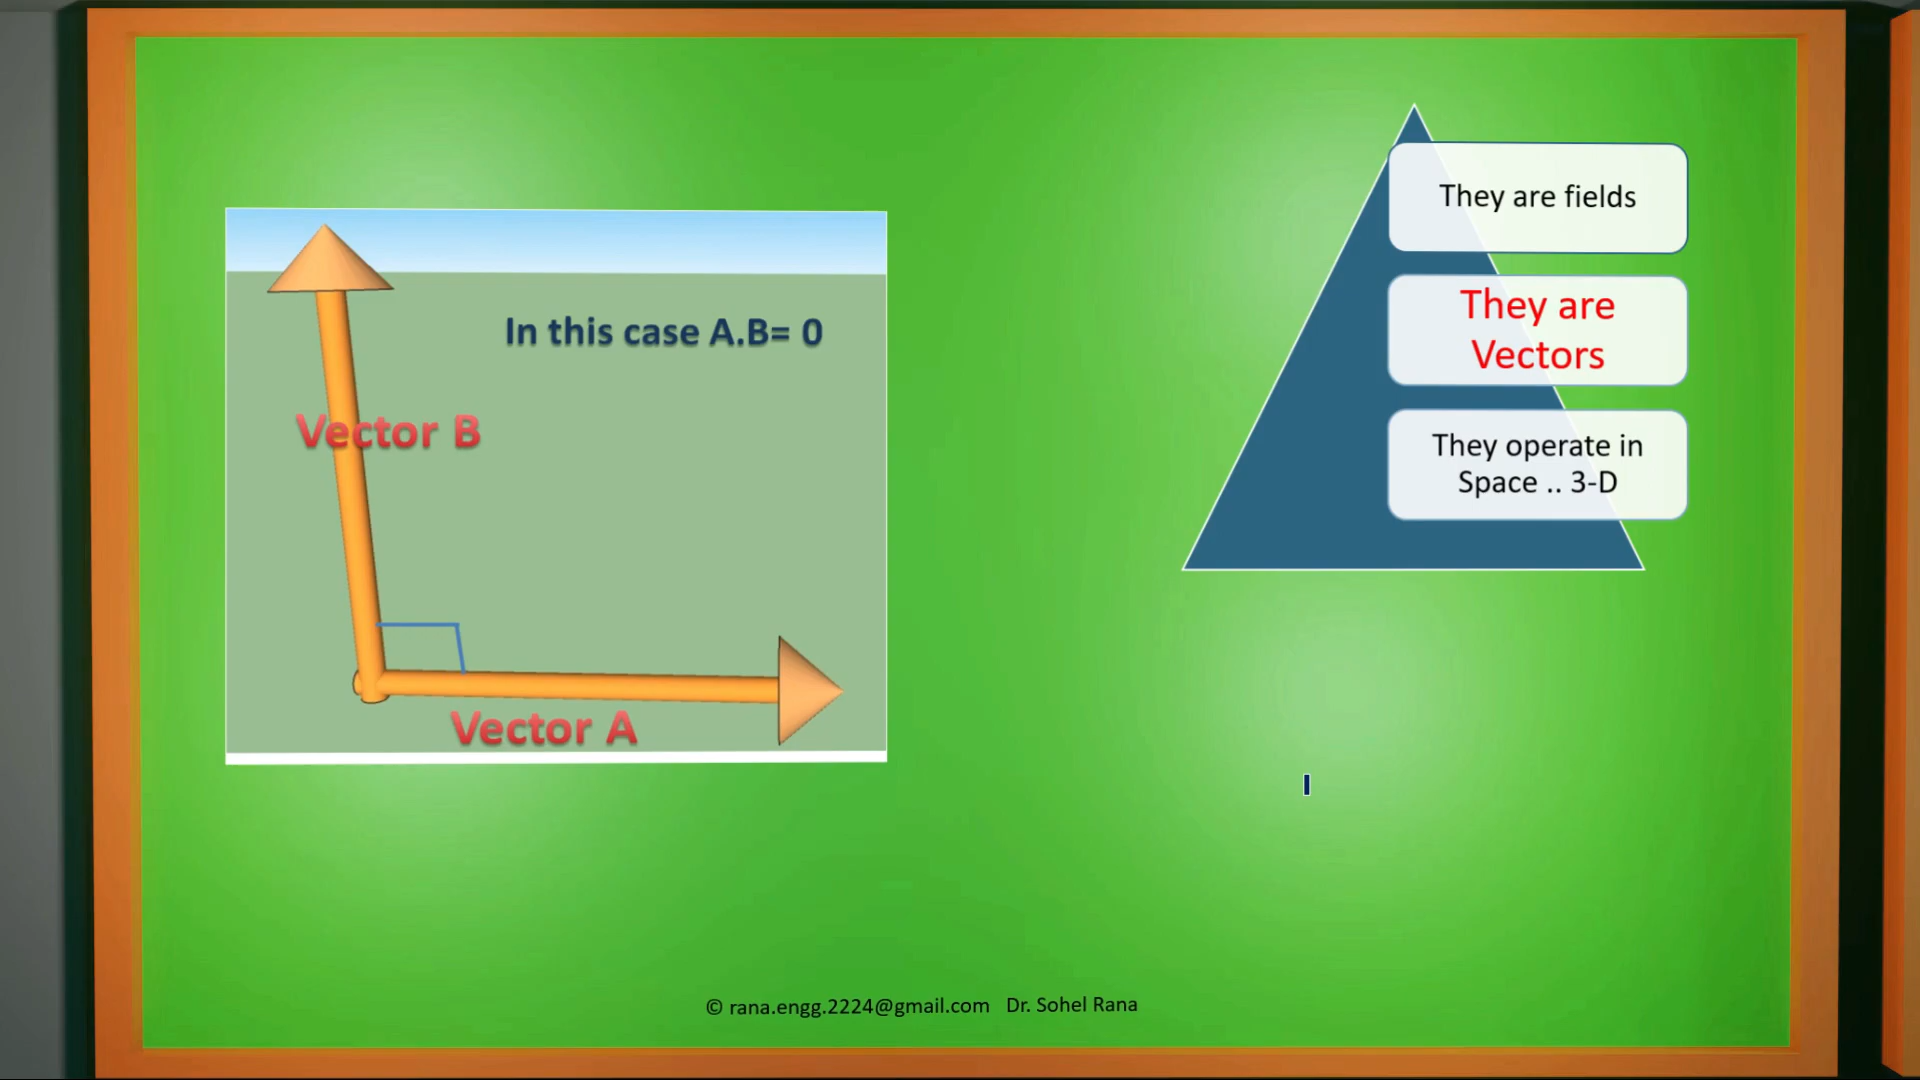 In this case A.B= 0
Vector B
Vector A
They are fields
They are
Vectors
They operate in
Space .. 3-D
© rana.engg.2224@gmail.com Dr. Sohel Rana